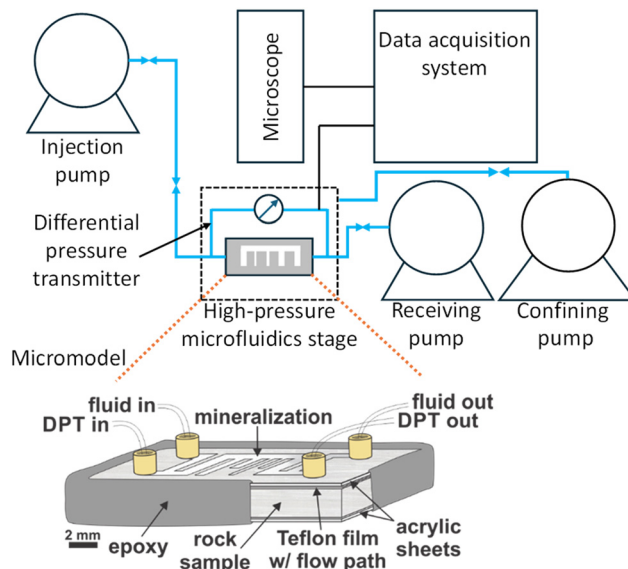 Injection
pump
Microscope
Data acquisition
system
Differential
pressure
transmitter
High-pressure
microfluidics stage
Receiving
pump
Confining
pump
Micromodel
fluid in
DPT in
mineralization
fluid out
DPT out
2 mm
epoxy
rock
sample
Teflon film
w/ flow path
acrylic
sheets